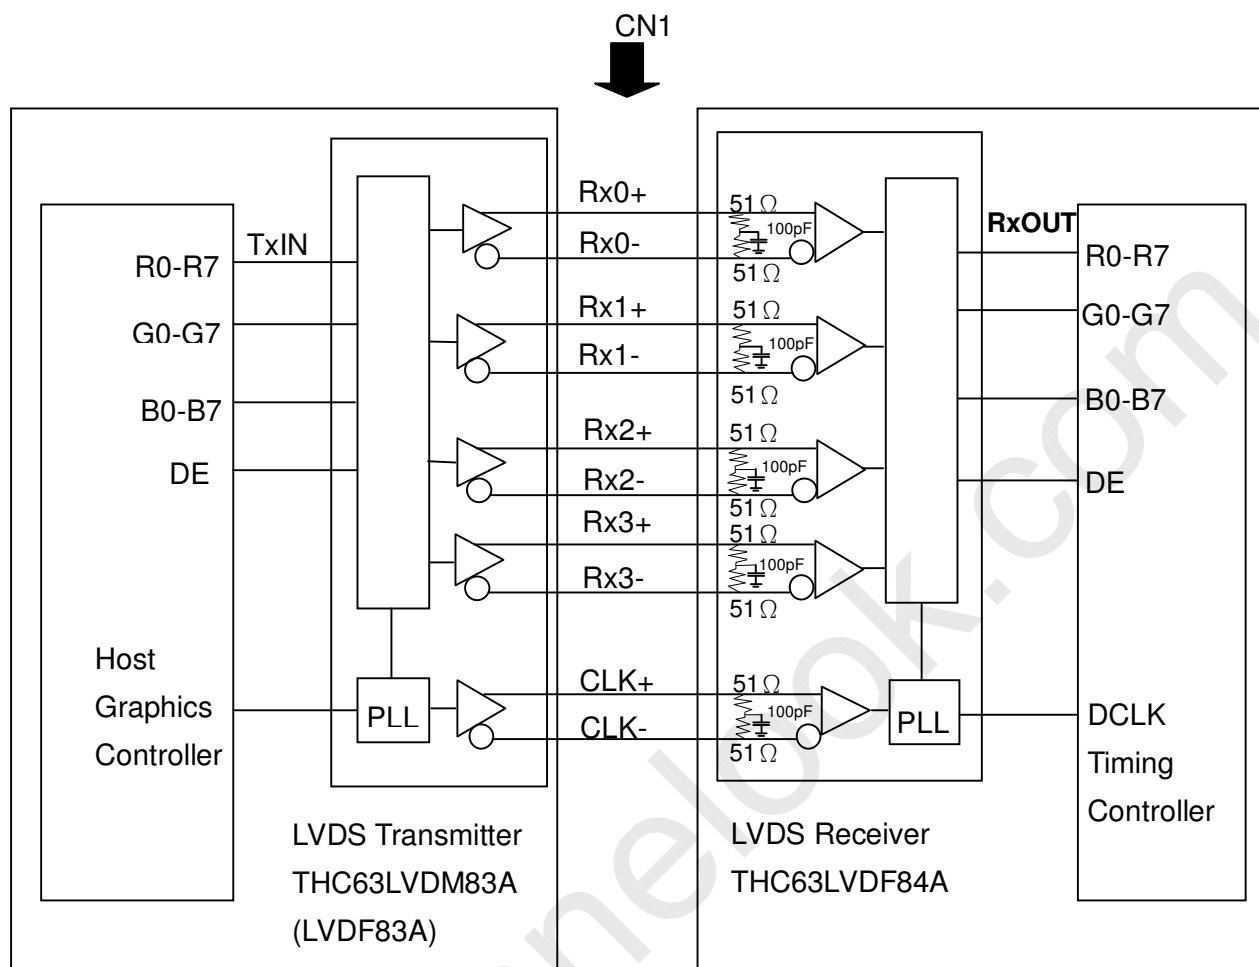 CN1
Rx0+
Rx0-
Rx1+
Rx1-
Rx2+
Rx2-
Rx3+
Rx3-
CLK+
CLK-
TxIN
R0-R7
G0-G7
B0-B7
DE
Host
Graphics
Controller
PLL
LVDS Transmitter
THC63LVDM83A
(LVDF83A)
51Ω
100pF
51Ω
51Ω
100pF
51Ω
51Ω
100pF
51Ω
51Ω
100pF
51Ω
51Ω
100pF
51Ω
PLL
LVDS Receiver
THC63LVDF84A
RxOUT
R0-R7
G0-G7
B0-B7
DE
DCLK
Timing
Controller
nelook.com